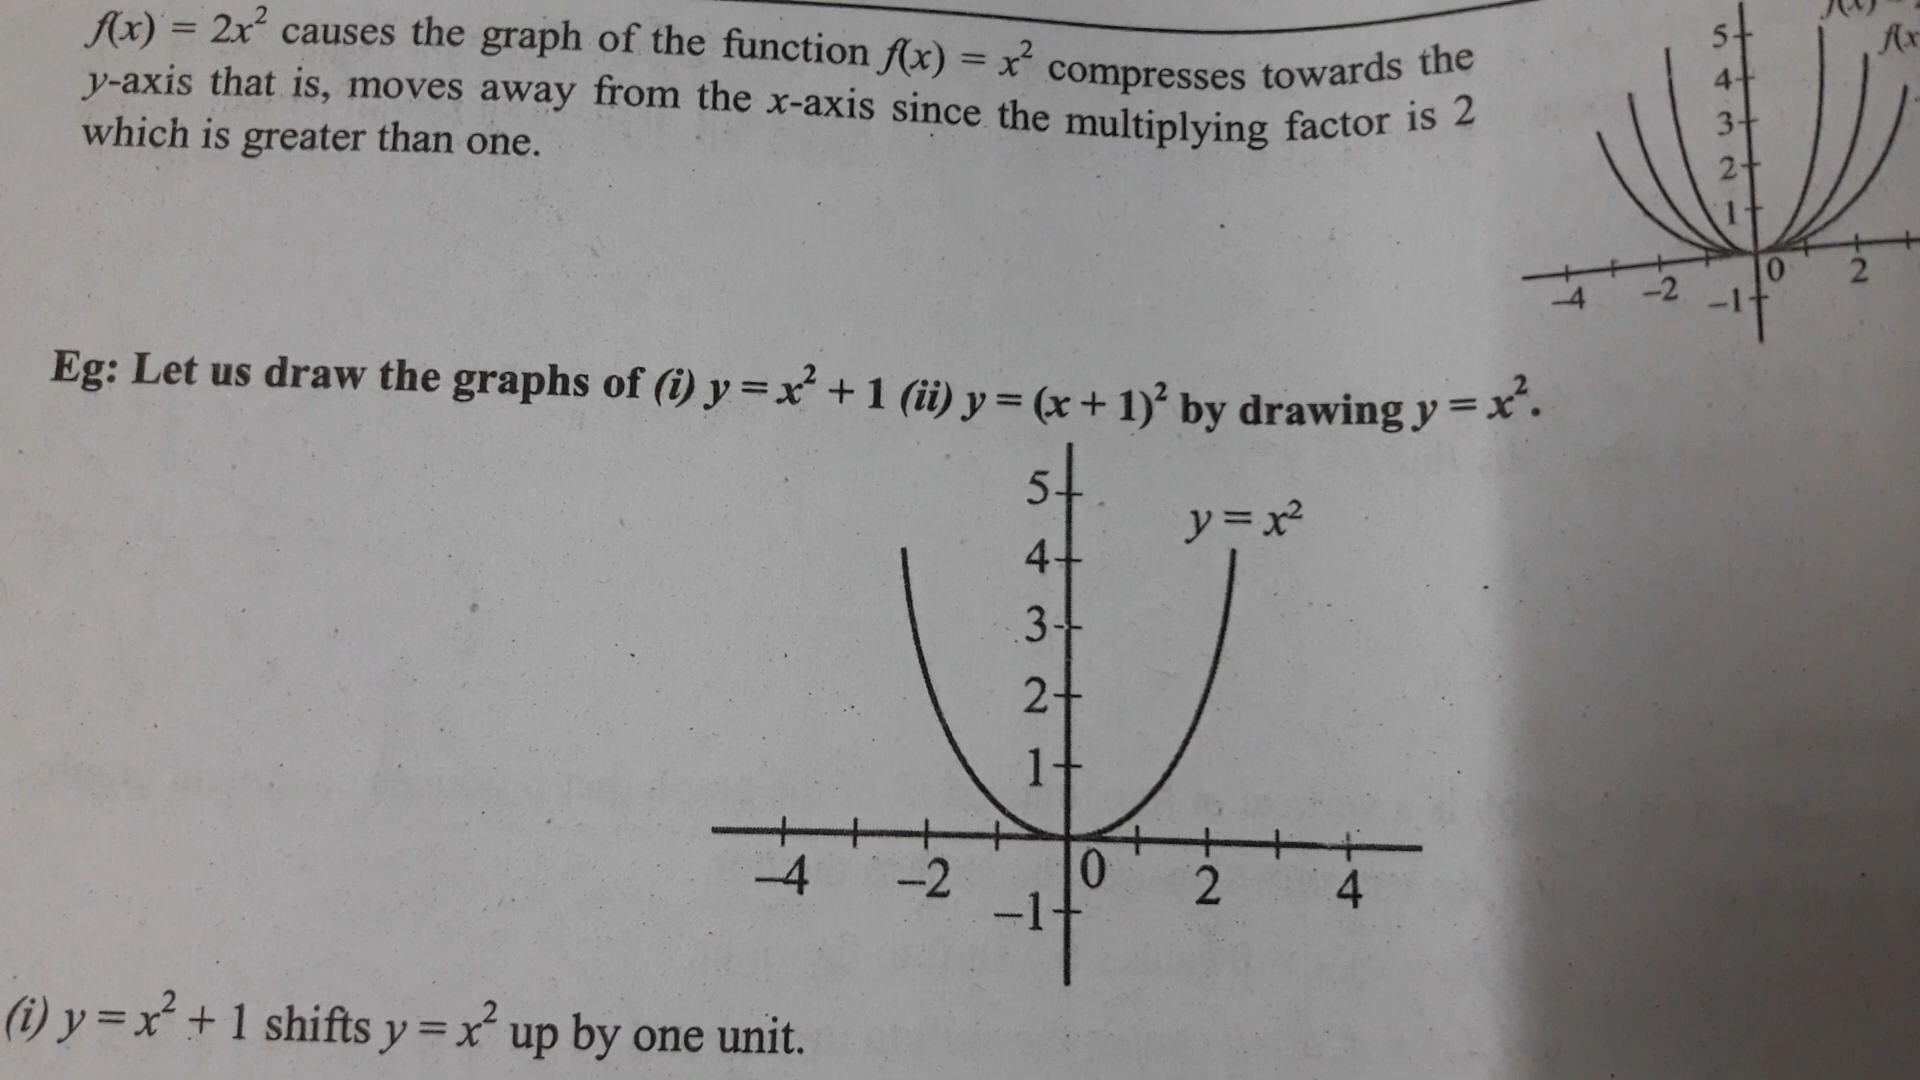 f(x) = 2x² causes the graph of the function f(x) = x² compresses towards the
y-axis that is, moves away from the x-axis since the multiplying factor is 2
which is greater than one.
5
4
3
2
1
-4 -2 0 2
-1
Eg: Let us draw the graphs of (i) y = x² + 1 (ii) y = (x + 1)² by drawing y = x².
5
y = x²
4
3
2
1
-4 -2 0 2 4
-1
(i) y = x² + 1 shifts y = x² up by one unit.